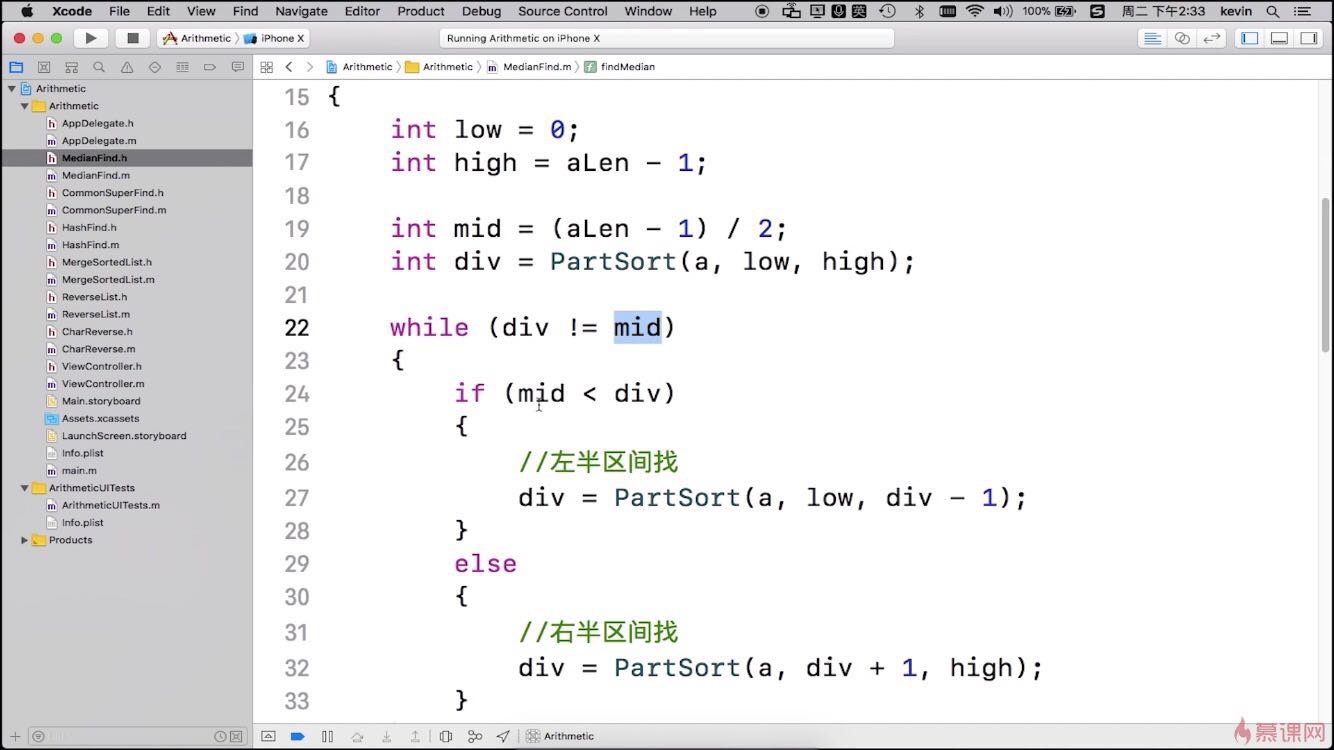 Xcode File Edit View Find Navigate Editor Product Debug Source Control Window Help 100% 周二 下午2:33 kevin
Arithmetic iPhone X Running Arithmetic on iPhone X
Arithmetic Arithmetic MedianFind.m findMedian
Arithmetic
Arithmetic
AppDelegate.h
AppDelegate.m
MedianFind.h
MedianFind.m
CommonSuperFind.h
CommonSuperFind.m
HashFind.h
HashFind.m
MergeSortedList.h
MergeSortedList.m
ReverseList.h
ReverseList.m
CharReverse.h
CharReverse.m
ViewController.h
ViewController.m
Main.storyboard
Assets.xcassets
LaunchScreen.storyboard
Info.plist
main.m
ArithmeticUITests
ArithmeticUITests.m
Info.plist
Products
15 {
16 int low = 0;
17 int high = aLen - 1;
18
19 int mid = (aLen - 1) / 2;
20 int div = PartSort(a, low, high);
21
22 while (div != mid)
23 {
24 if (mid < div)
25 {
26 //左半区间找
27 div = PartSort(a, low, div - 1);
28 }
29 else
30 {
31 //右半区间找
32 div = PartSort(a, div + 1, high);
33 }
Arithmetic
慕课网